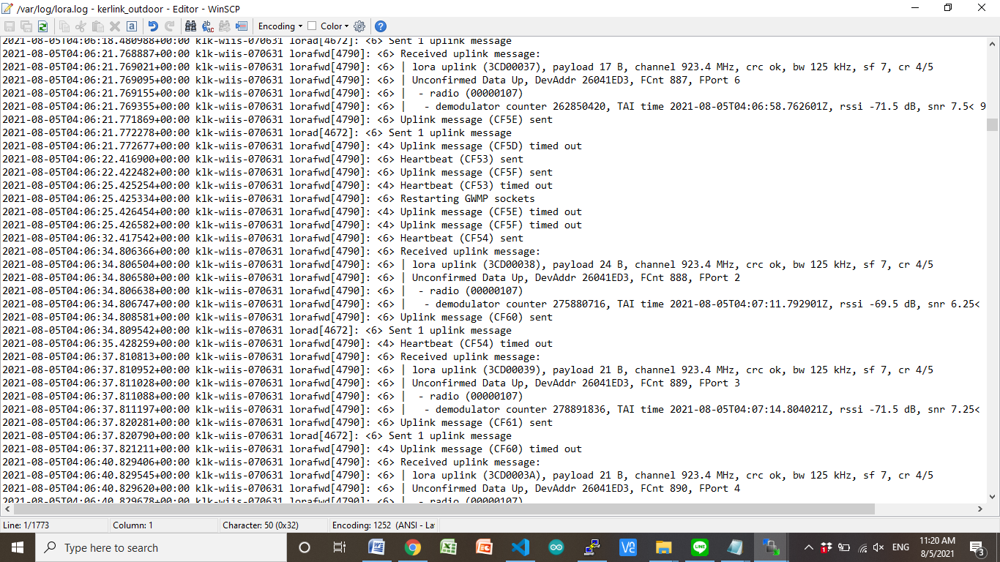 /var/log/lora.log - kerlink_outdoor - Editor - WinSCP
Encoding Color
2021-08-05T04:06:18.480988+00:00 klk-wiis-070631 lorad[4672]: <6> Sent 1 uplink message
2021-08-05T04:06:21.768887+00:00 klk-wiis-070631 lorafwd[4790]: <6> Received uplink message:
2021-08-05T04:06:21.769021+00:00 klk-wiis-070631 lorafwd[4790]: <6> | lora uplink (3CD00037), payload 17 B, channel 923.4 MHz, crc ok, bw 125 kHz, sf 7, cr 4/5
2021-08-05T04:06:21.769095+00:00 klk-wiis-070631 lorafwd[4790]: <6> | Unconfirmed Data Up, DevAddr 26041ED3, FCnt 887, FPort 6
2021-08-05T04:06:21.769155+00:00 klk-wiis-070631 lorafwd[4790]: <6> |  - radio (00000107)
2021-08-05T04:06:21.769355+00:00 klk-wiis-070631 lorafwd[4790]: <6> |   - demodulator counter 262850420, TAI time 2021-08-05T04:06:58.762601Z, rssi -71.5 dB, snr 7.5< 9
2021-08-05T04:06:21.771869+00:00 klk-wiis-070631 lorafwd[4790]: <6> Uplink message (CF5E) sent
2021-08-05T04:06:21.772278+00:00 klk-wiis-070631 lorad[4672]: <6> Sent 1 uplink message
2021-08-05T04:06:21.772677+00:00 klk-wiis-070631 lorafwd[4790]: <4> Uplink message (CF5D) timed out
2021-08-05T04:06:22.416900+00:00 klk-wiis-070631 lorafwd[4790]: <6> Heartbeat (CF53) sent
2021-08-05T04:06:22.422482+00:00 klk-wiis-070631 lorafwd[4790]: <6> Uplink message (CF5F) sent
2021-08-05T04:06:25.425254+00:00 klk-wiis-070631 lorafwd[4790]: <4> Heartbeat (CF53) timed out
2021-08-05T04:06:25.425334+00:00 klk-wiis-070631 lorafwd[4790]: <6> Restarting GWMP sockets
2021-08-05T04:06:25.426454+00:00 klk-wiis-070631 lorafwd[4790]: <4> Uplink message (CF5E) timed out
2021-08-05T04:06:25.426582+00:00 klk-wiis-070631 lorafwd[4790]: <4> Uplink message (CF5F) timed out
2021-08-05T04:06:32.417542+00:00 klk-wiis-070631 lorafwd[4790]: <6> Heartbeat (CF54) sent
2021-08-05T04:06:34.806366+00:00 klk-wiis-070631 lorafwd[4790]: <6> Received uplink message:
2021-08-05T04:06:34.806504+00:00 klk-wiis-070631 lorafwd[4790]: <6> | lora uplink (3CD00038), payload 24 B, channel 923.4 MHz, crc ok, bw 125 kHz, sf 7, cr 4/5
2021-08-05T04:06:34.806580+00:00 klk-wiis-070631 lorafwd[4790]: <6> | Unconfirmed Data Up, DevAddr 26041ED3, FCnt 888, FPort 2
2021-08-05T04:06:34.806638+00:00 klk-wiis-070631 lorafwd[4790]: <6> |  - radio (00000107)
2021-08-05T04:06:34.806747+00:00 klk-wiis-070631 lorafwd[4790]: <6> |   - demodulator counter 275880716, TAI time 2021-08-05T04:07:11.792901Z, rssi -69.5 dB, snr 6.25<
2021-08-05T04:06:34.808581+00:00 klk-wiis-070631 lorafwd[4790]: <6> Uplink message (CF60) sent
2021-08-05T04:06:34.809542+00:00 klk-wiis-070631 lorad[4672]: <6> Sent 1 uplink message
2021-08-05T04:06:35.428259+00:00 klk-wiis-070631 lorafwd[4790]: <4> Heartbeat (CF54) timed out
2021-08-05T04:06:37.810813+00:00 klk-wiis-070631 lorafwd[4790]: <6> Received uplink message:
2021-08-05T04:06:37.810952+00:00 klk-wiis-070631 lorafwd[4790]: <6> | lora uplink (3CD00039), payload 21 B, channel 923.4 MHz, crc ok, bw 125 kHz, sf 7, cr 4/5
2021-08-05T04:06:37.811028+00:00 klk-wiis-070631 lorafwd[4790]: <6> | Unconfirmed Data Up, DevAddr 26041ED3, FCnt 889, FPort 3
2021-08-05T04:06:37.811088+00:00 klk-wiis-070631 lorafwd[4790]: <6> |  - radio (00000107)
2021-08-05T04:06:37.811197+00:00 klk-wiis-070631 lorafwd[4790]: <6> |   - demodulator counter 278891836, TAI time 2021-08-05T04:07:14.804021Z, rssi -71.5 dB, snr 7.25<
2021-08-05T04:06:37.820281+00:00 klk-wiis-070631 lorafwd[4790]: <6> Uplink message (CF61) sent
2021-08-05T04:06:37.820790+00:00 klk-wiis-070631 lorad[4672]: <6> Sent 1 uplink message
2021-08-05T04:06:37.821211+00:00 klk-wiis-070631 lorafwd[4790]: <4> Uplink message (CF60) timed out
2021-08-05T04:06:40.829406+00:00 klk-wiis-070631 lorafwd[4790]: <6> Received uplink message:
2021-08-05T04:06:40.829545+00:00 klk-wiis-070631 lorafwd[4790]: <6> | lora uplink (3CD0003A), payload 21 B, channel 923.4 MHz, crc ok, bw 125 kHz, sf 7, cr 4/5
2021-08-05T04:06:40.829620+00:00 klk-wiis-070631 lorafwd[4790]: <6> | Unconfirmed Data Up, DevAddr 26041ED3, FCnt 890, FPort 4
2021-08-05T04:06:40.829678+00:00 klk-wiis-070631 lorafwd[4790]: <6> |  - radio (00000107)
Line: 1/1773 Column: 1 Character: 50 (0x32) Encoding: 1252 (ANSI - La
Type here to search
ENG
11:20 AM
8/5/2021
3